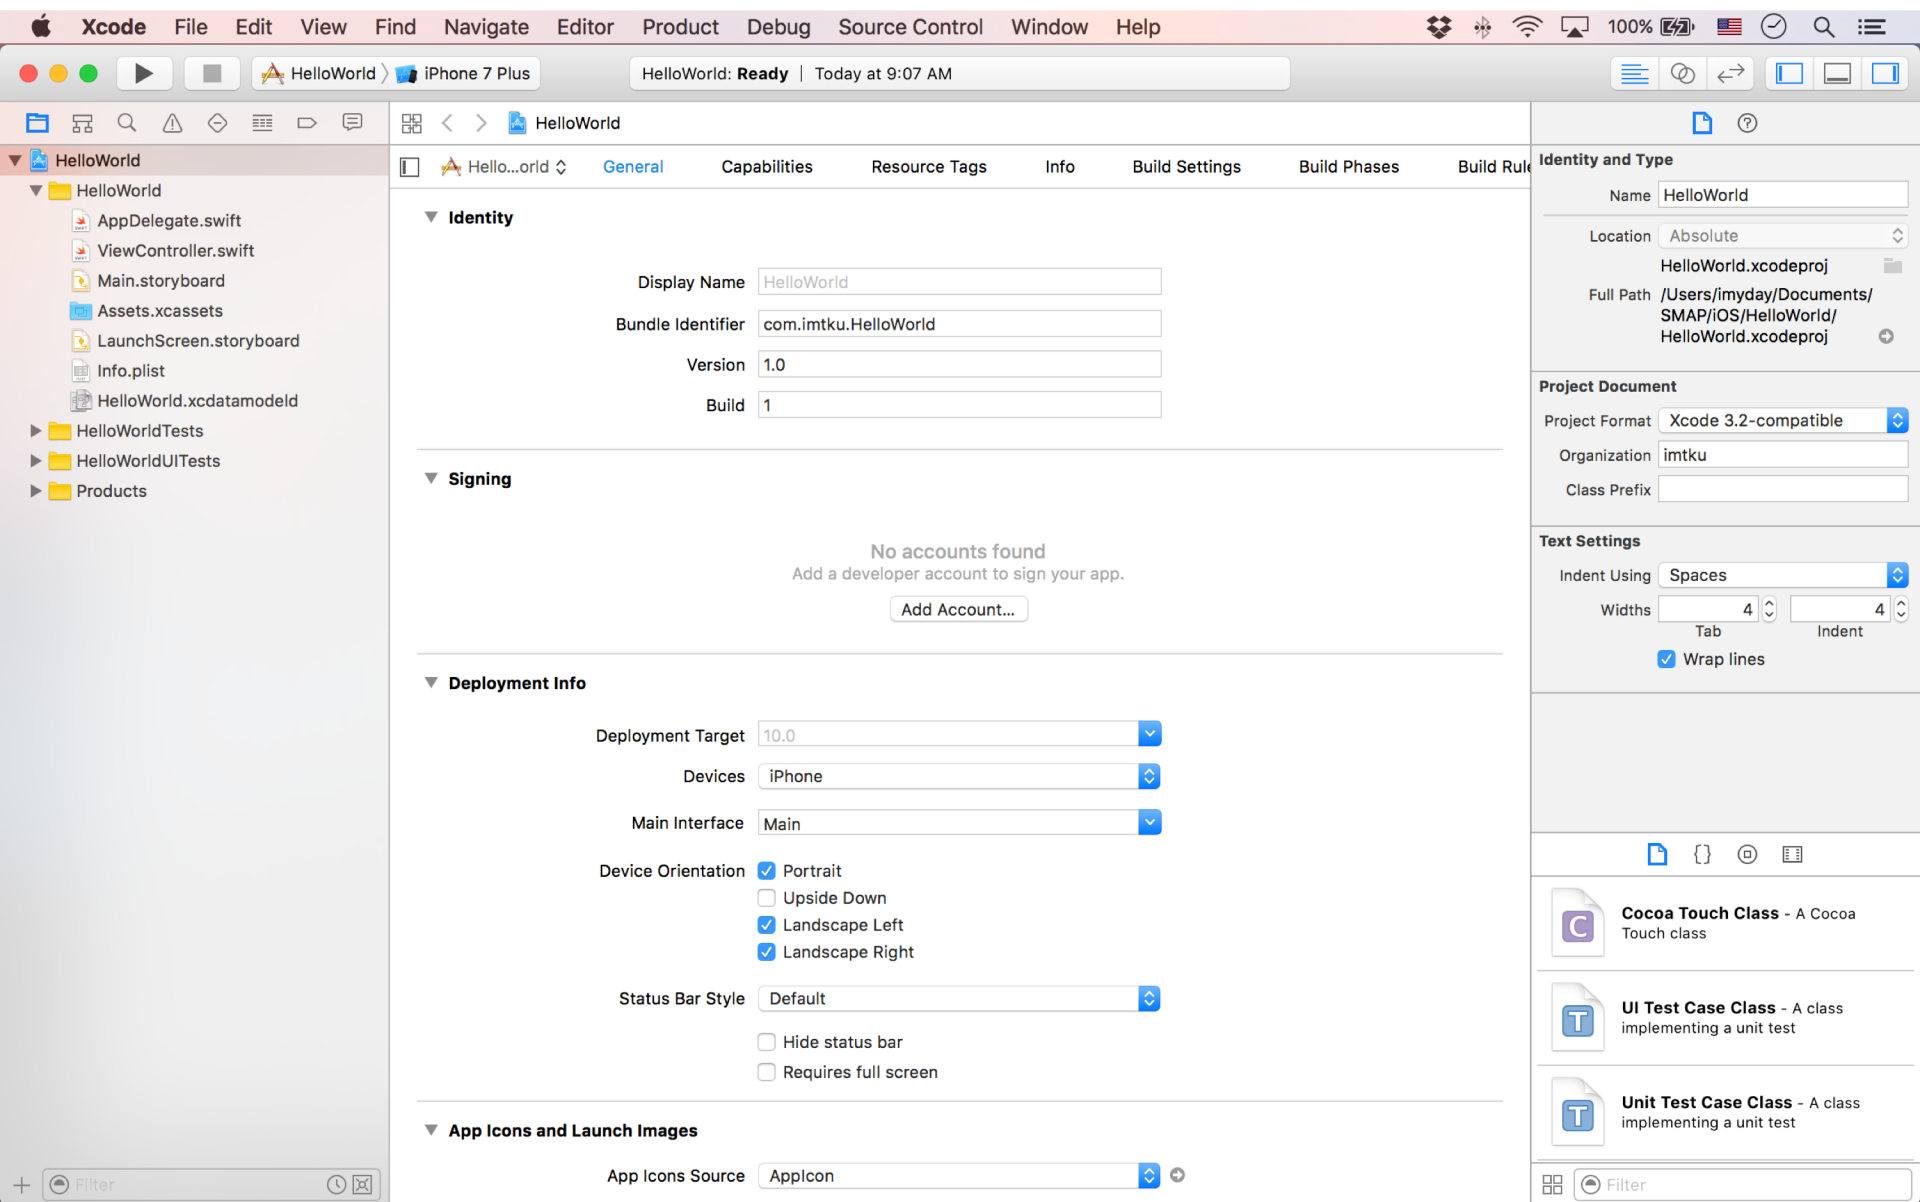 Xcode File Edit View Find Navigate Editor Product Debug Source Control Window Help 100%
HelloWorld iPhone 7 Plus HelloWorld: Ready | Today at 9:07 AM
HelloWorld
HelloWorld
HelloWorld
AppDelegate.swift
ViewController.swift
Main.storyboard
Assets.xcassets
LaunchScreen.storyboard
Info.plist
HelloWorld.xcdatamodeld
HelloWorldTests
HelloWorldUITests
Products
Filter
Hello...orld General Capabilities Resource Tags Info Build Settings Build Phases Build Rule
Identity
Display Name HelloWorld
Bundle Identifier com.imtku.HelloWorld
Version 1.0
Build 1
Signing
No accounts found
Add a developer account to sign your app.
Add Account...
Deployment Info
Deployment Target 10.0
Devices iPhone
Main Interface Main
Device Orientation Portrait
Upside Down
Landscape Left
Landscape Right
Status Bar Style Default
Hide status bar
Requires full screen
App Icons and Launch Images
App Icons Source AppIcon
Identity and Type
Name HelloWorld
Location Absolute
HelloWorld.xcodeproj
Full Path /Users/imyday/Documents/
SMAP/iOS/HelloWorld/
HelloWorld.xcodeproj
Project Document
Project Format Xcode 3.2-compatible
Organization imtku
Class Prefix
Text Settings
Indent Using Spaces
Widths 4 4
Tab Indent
Wrap lines
{}
C
Cocoa Touch Class - A Cocoa
Touch class
T
UI Test Case Class - A class
implementing a unit test
T
Unit Test Case Class - A class
implementing a unit test
Filter